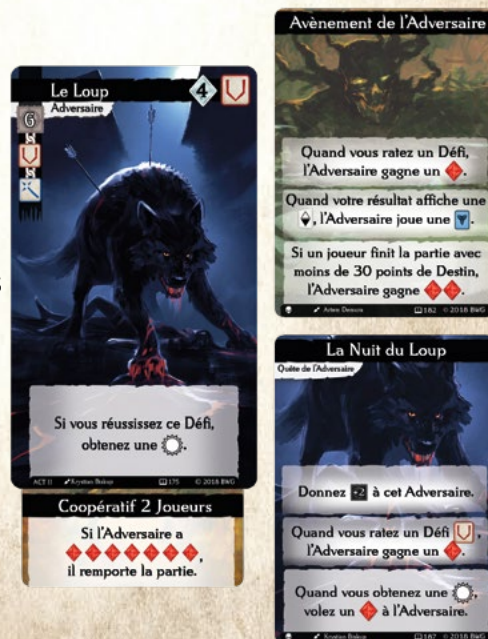 Le Loup
4
Adversaire
6
Si vous réussissez ce Défi,
obtenez une
ACT II Krystian Biskup 175 © 2018 BWG
Coopératif 2 Joueurs
Si l'Adversaire a
il remporte la partie.
Avènement de l'Adversaire
Quand vous ratez un Défi,
l'Adversaire gagne un
Quand votre résultat affiche une
, l'Adversaire joue une
Si un joueur finit la partie avec
moins de 30 points de Destin,
l'Adversaire gagne
Artem Demura 182 © 2018 BWG
La Nuit du Loup
Quête de l'Adversaire
Donnez -2 à cet Adversaire.
Quand vous ratez un Défi ,
l'Adversaire gagne un
Quand vous obtenez une ,
volez un à l'Adversaire.
Krystian Biskup 187 © 2018 BWG